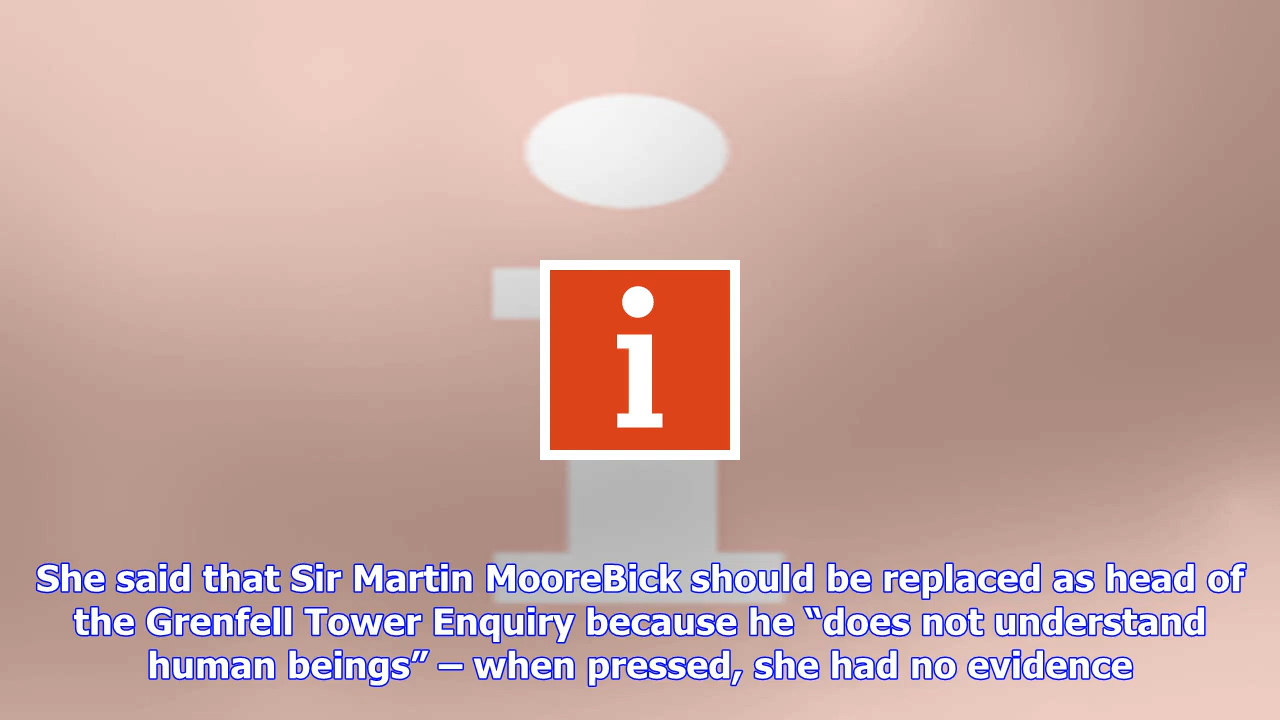 i
She said that Sir Martin MooreBick should be replaced as head of
the Grenfell Tower Enquiry because he “does not understand
human beings” – when pressed, she had no evidence